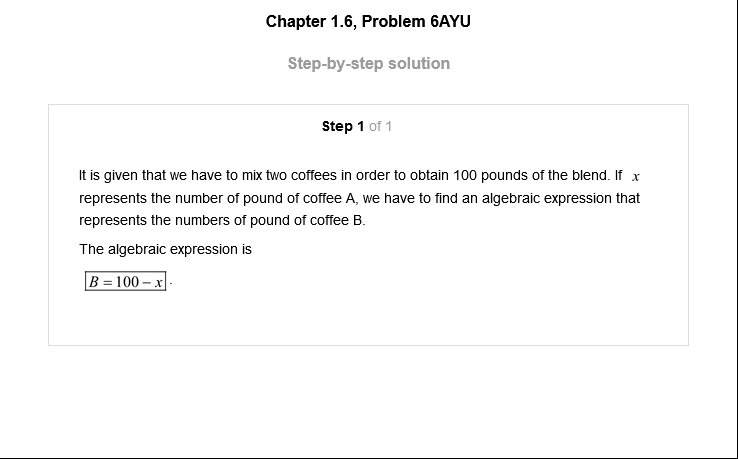 Chapter 1.6, Problem 6AYU
Step-by-step solution
Step 1 of 1
It is given that we have to mix two coffees in order to obtain 100 pounds of the blend. If x
represents the number of pound of coffee A, we have to find an algebraic expression that
represents the numbers of pound of coffee B.
The algebraic expression is
B = 100 − x .